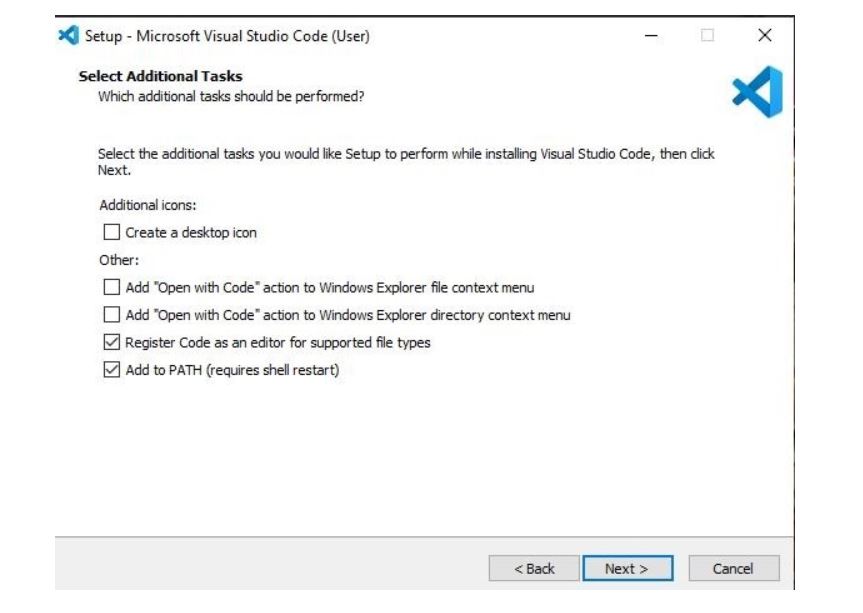 Setup - Microsoft Visual Studio Code (User)
Select Additional Tasks
Which additional tasks should be performed?
Select the additional tasks you would like Setup to perform while installing Visual Studio Code, then click
Next.
Additional icons:
Create a desktop icon
Other:
Add "Open with Code" action to Windows Explorer file context menu
Add "Open with Code" action to Windows Explorer directory context menu
Register Code as an editor for supported file types
Add to PATH (requires shell restart)
< Back Next > Cancel